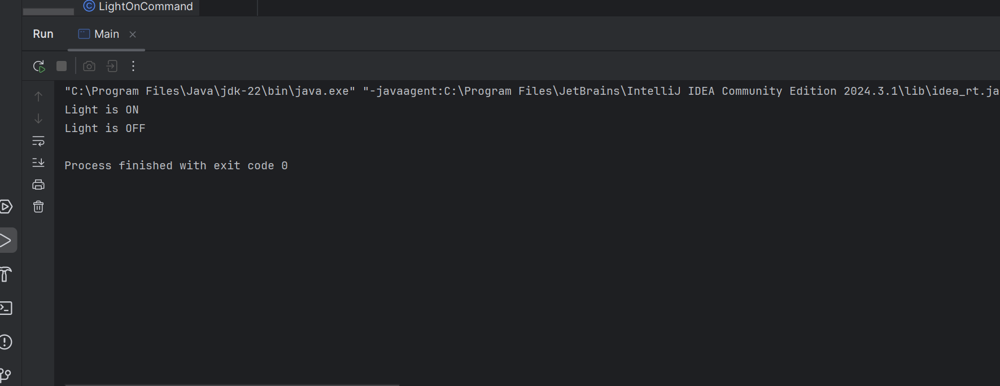 LightOnCommand
Run Main
"C:\Program Files\Java\jdk-22\bin\java.exe" "-javaagent:C:\Program Files\JetBrains\IntelliJ IDEA Community Edition 2024.3.1\lib\idea_rt.ja
Light is ON
Light is OFF
Process finished with exit code 0